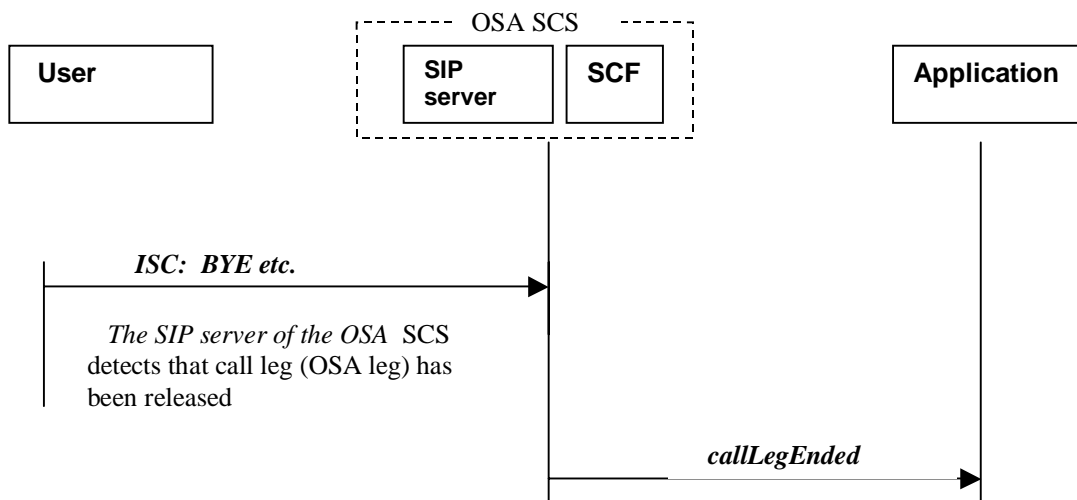 OSA SCS
User
SIP
server
SCF
Application
ISC: BYE etc.
The SIP server of the OSA SCS
detects that call leg (OSA leg) has
been released
callLegEnded